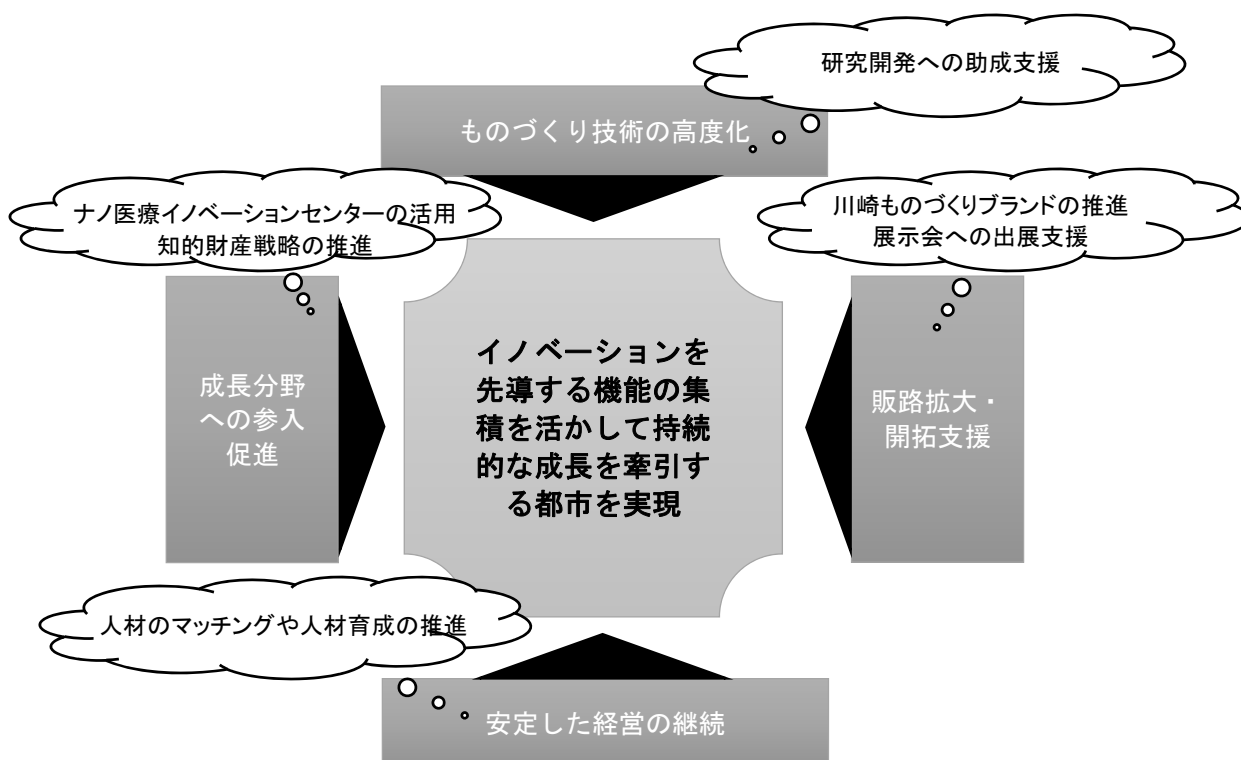 研究開発への助成支援
ものづくり技術の高度化
ナノ医療イノベーションセンターの活用
知的財産戦略の推進
川崎ものづくりブランドの推進
展示会への出展支援
成長分野
への参入
促進
イノベーションを
先導する機能の集
積を活かして持続
的な成長を牽引す
る都市を実現
販路拡大・
開拓支援
人材のマッチングや人材育成の推進
安定した経営の継続